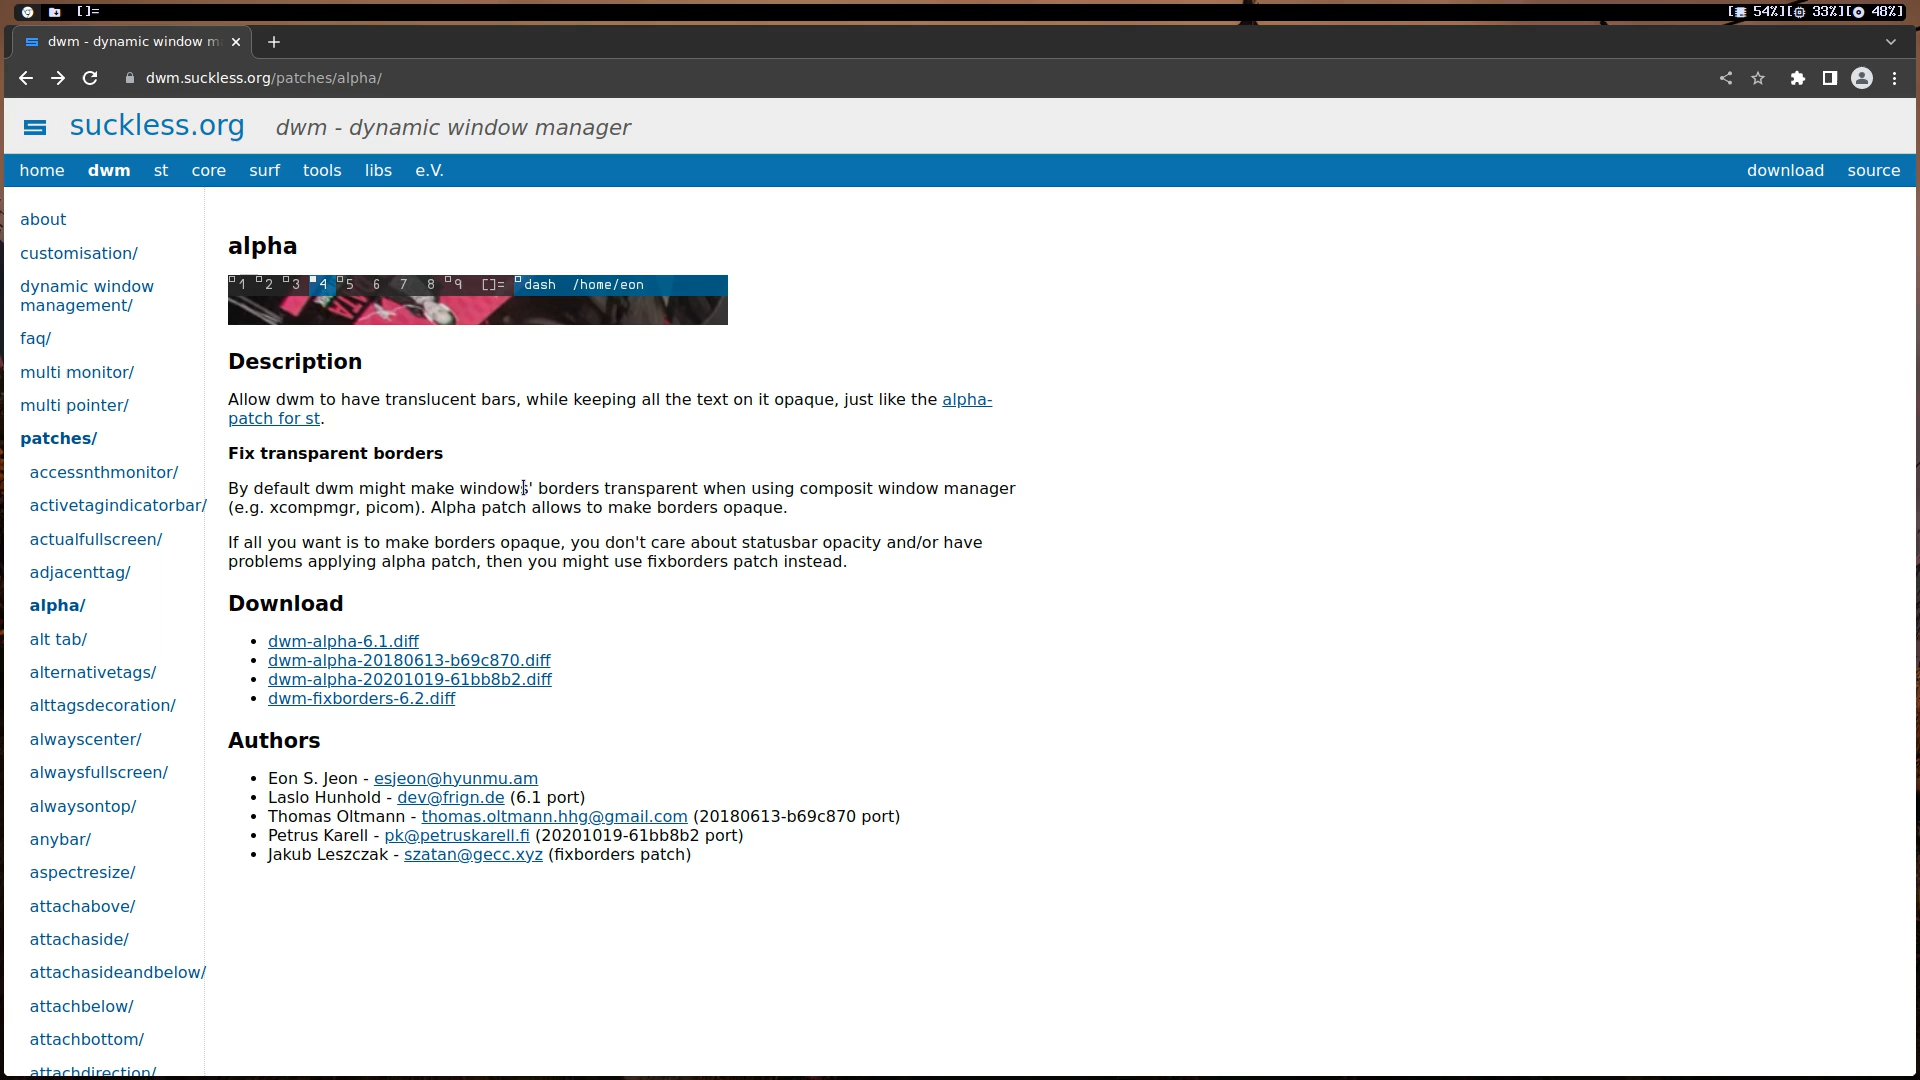 []=
[ 54%][ 33%][ 48%]
dwm - dynamic window m
dwm.suckless.org/patches/alpha/
suckless.org dwm - dynamic window manager
home dwm st core surf tools libs e.V. download source
about
customisation/
dynamic window
management/
faq/
multi monitor/
multi pointer/
patches/
accessnthmonitor/
activetagindicatorbar/
actualfullscreen/
adjacenttag/
alpha/
alt tab/
alternativetags/
alttagsdecoration/
alwayscenter/
alwaysfullscreen/
alwaysontop/
anybar/
aspectresize/
attachabove/
attachaside/
attachasideandbelow/
attachbelow/
attachbottom/
attachdirection/
alpha
1 2 3 4 5 6 7 8 9 []= dash /home/eon
Description
Allow dwm to have translucent bars, while keeping all the text on it opaque, just like the alpha-
patch for st.
Fix transparent borders
By default dwm might make windows' borders transparent when using composit window manager
(e.g. xcompmgr, picom). Alpha patch allows to make borders opaque.
If all you want is to make borders opaque, you don't care about statusbar opacity and/or have
problems applying alpha patch, then you might use fixborders patch instead.
Download
• dwm-alpha-6.1.diff
• dwm-alpha-20180613-b69c870.diff
• dwm-alpha-20201019-61bb8b2.diff
• dwm-fixborders-6.2.diff
Authors
• Eon S. Jeon - esjeon@hyunmu.am
• Laslo Hunhold - dev@frign.de (6.1 port)
• Thomas Oltmann - thomas.oltmann.hhg@gmail.com (20180613-b69c870 port)
• Petrus Karell - pk@petruskarell.fi (20201019-61bb8b2 port)
• Jakub Leszczak - szatan@gecc.xyz (fixborders patch)